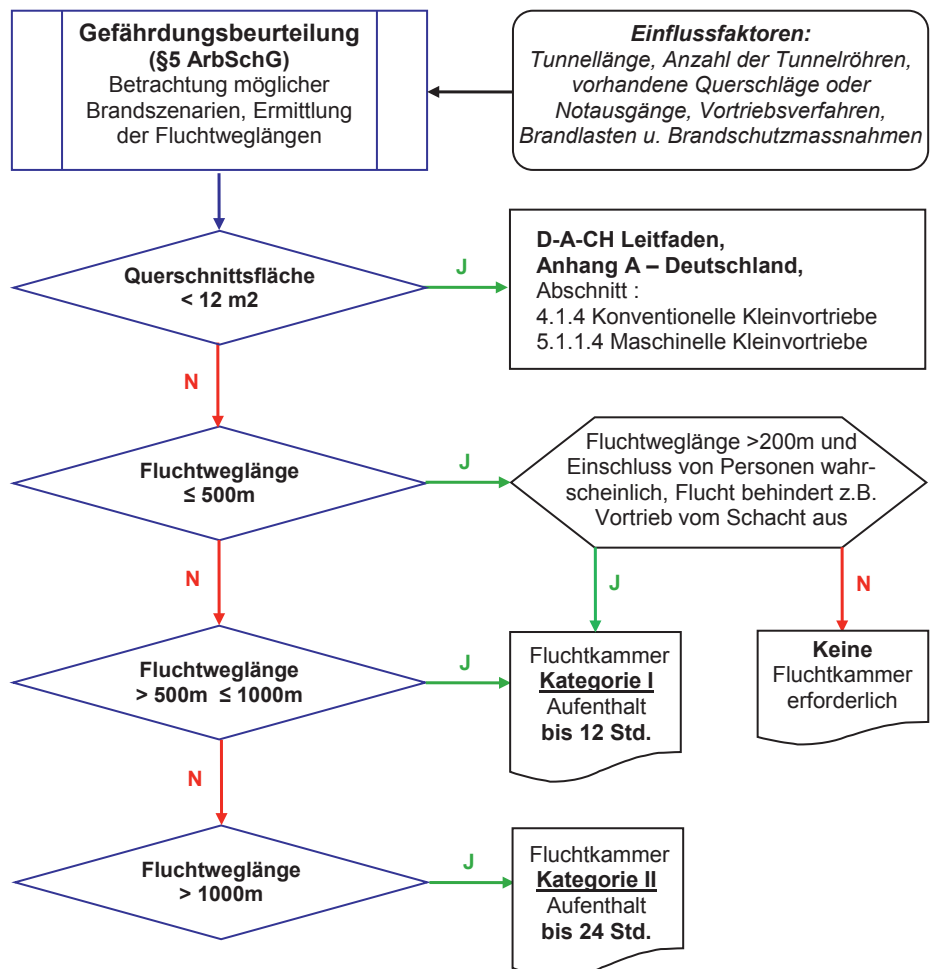 Gefährdungsbeurteilung
(§5 ArbSchG)
Betrachtung möglicher
Brandszenarien, Ermittlung
der Fluchtweglängen
Einflussfaktoren:
Tunnellänge, Anzahl der Tunnelröhren,
vorhandene Querschläge oder
Notausgänge, Vortriebsverfahren,
Brandlasten u. Brandschutzmassnahmen
Querschnittsfläche
< 12 m2
J
D-A-CH Leitfaden,
Anhang A – Deutschland,
Abschnitt :
4.1.4 Konventionelle Kleinvortriebe
5.1.1.4 Maschinelle Kleinvortriebe
N
Fluchtweglänge
≤ 500m
J
Fluchtweglänge >200m und
Einschluss von Personen wahr-
scheinlich, Flucht behindert z.B.
Vortrieb vom Schacht aus
N
J
N
Fluchtweglänge
> 500m ≤ 1000m
J
Fluchtkammer
Kategorie I
Aufenthalt
bis 12 Std.
Keine
Fluchtkammer
erforderlich
N
Fluchtweglänge
> 1000m
J
Fluchtkammer
Kategorie II
Aufenthalt
bis 24 Std.